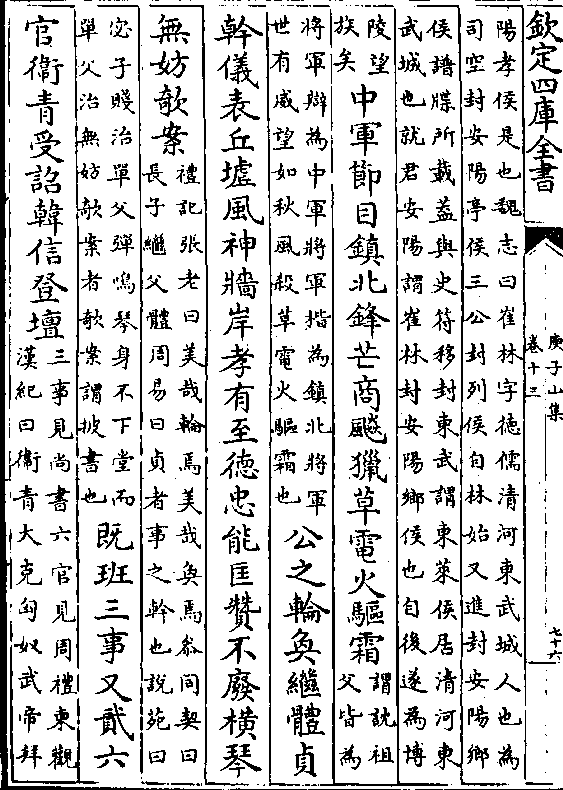 欽定四庫全書
庾子山集
卷十三
七十六
陽孝侯是也魏志曰崔林字德儒清河東武城人也為
司空封安陽亭侯三公封列侯自林始又進封安陽鄉
侯譜牒所載蓋與史符移封東武謂東萊侯居清河東
武城也就君安陽謂崔林封安陽鄉侯也自後遂為博
陵望
族矣
中軍節目鎮北鋒芒商飈獵草電火驅霜
謂說祖
父皆為
將軍辯為中軍將軍揩為鎮北將軍
世有威望如秋風殺草電火驅霜也
公之輪奐繼體貞
幹儀表丘墟風神牆岸孝有至德忠能匡贊不廢橫琴
無妨欹案
禮記張老曰美哉輪焉美哉奐焉叅同契曰
長子繼父體周易曰貞者事之幹也說苑曰
宓子賤治單父彈鳴琴身不下堂而
單父治無妨欹案者欹案謂披書也
既班三事又貳六
官衛青受詔韓信登壇
三事見尚書六官見周禮東觀
漢紀曰衛青大克匈奴武帝拜